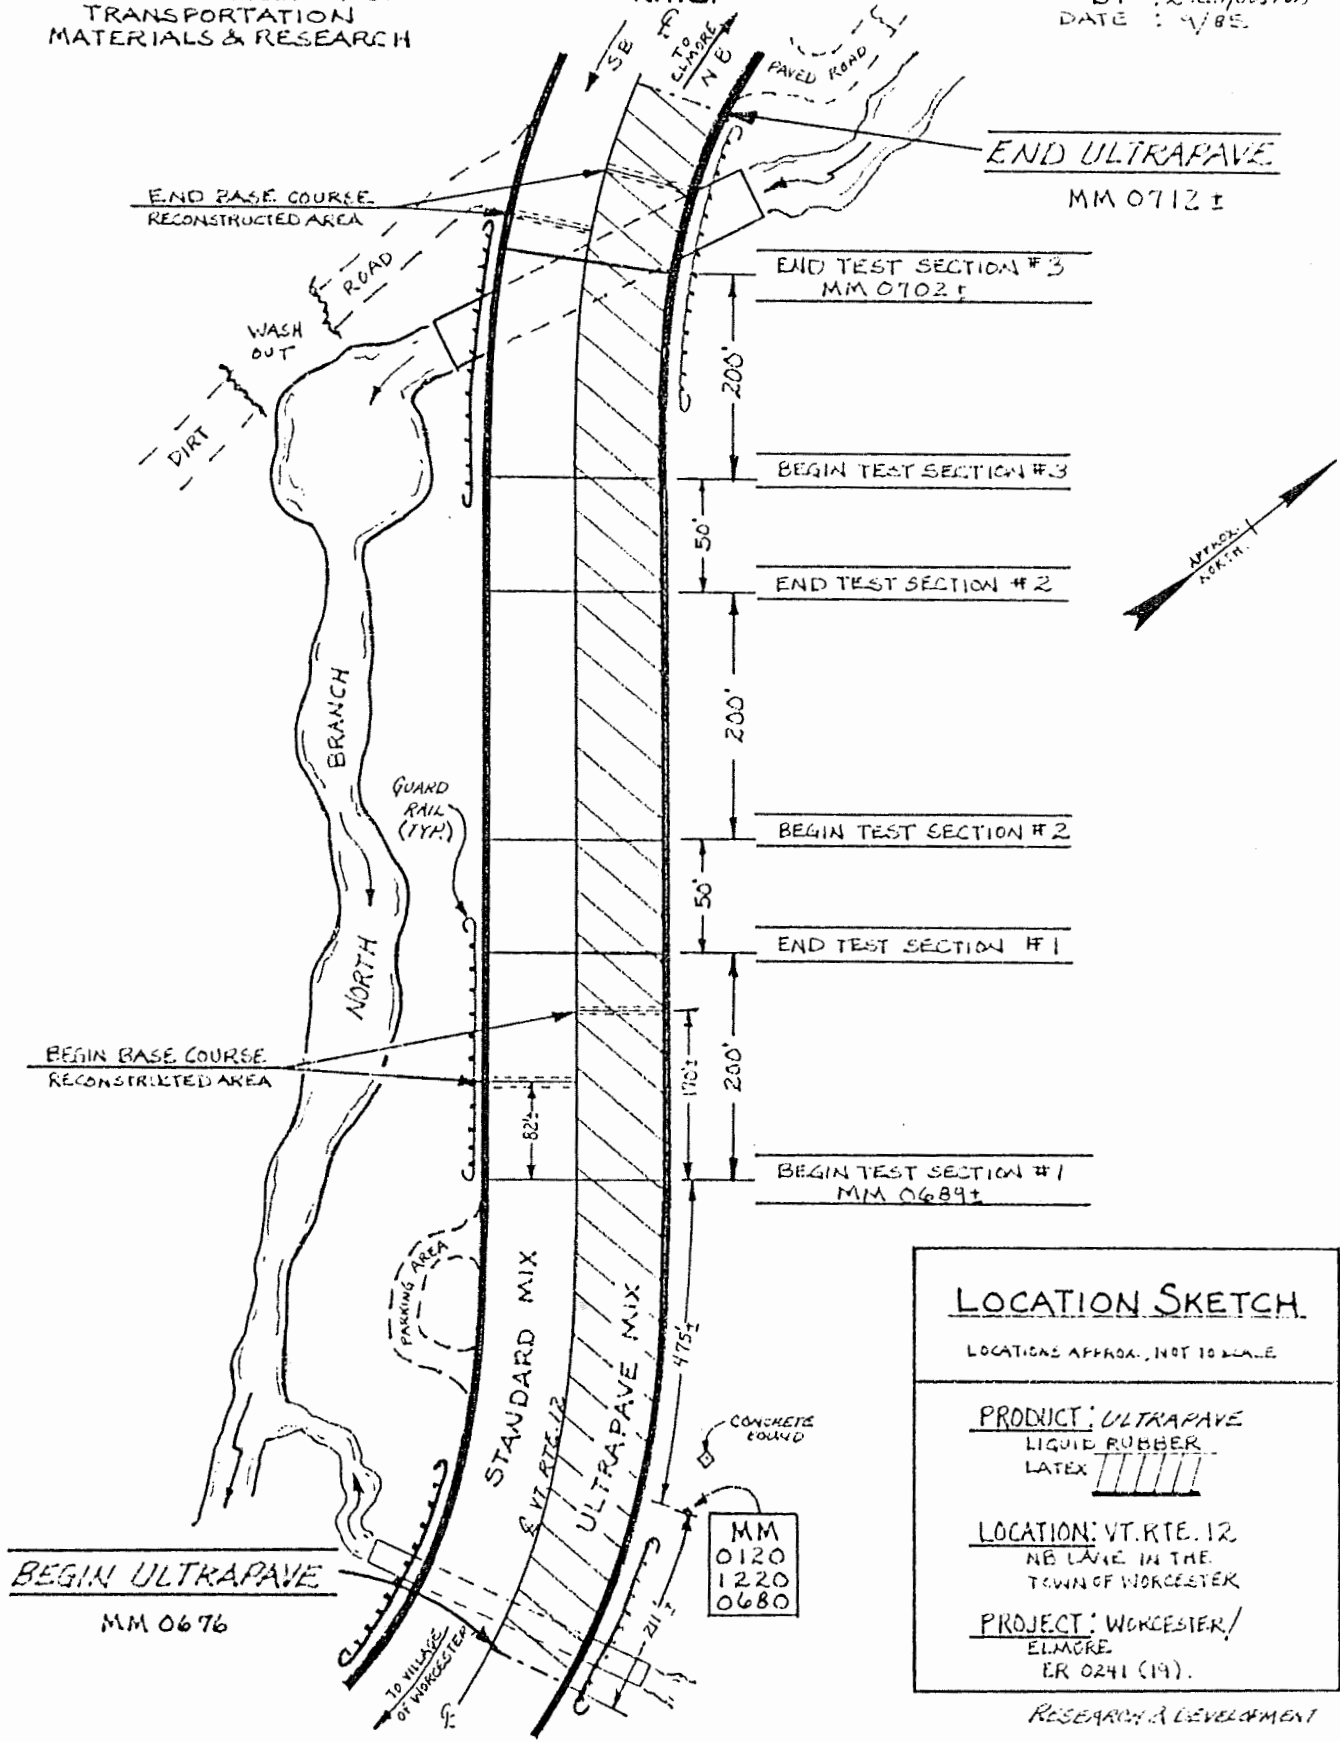 TRANSPORTATION
MATERIALS & RESEARCH
DATE : 9/85
SB
℄
TO
ELMORE
NB
PAVED ROAD
END ULTRAPAVE
MM 0712 ±
END BASE COURSE
RECONSTRUCTED AREA
ROAD
WASH
OUT
DIRT
END TEST SECTION #3
MM 0702 ±
200'
BEGIN TEST SECTION #3
50'
END TEST SECTION #2
APPROX.
NORTH
200'
BRANCH
GUARD
RAIL
(TYP.)
BEGIN TEST SECTION #2
50'
END TEST SECTION #1
NORTH
BEGIN BASE COURSE
RECONSTRUCTED AREA
82'±
170'±
200'
BEGIN TEST SECTION #1
MM 0689±
PARKING AREA
STANDARD MIX
℄ VT. RTE. 12
ULTRAPAVE MIX
475'±
CONCRETE
MM
0120
1220
0680
211'±
BEGIN ULTRAPAVE
MM 0676
TO VILLAGE
OF WORCESTER
℄
LOCATION SKETCH
LOCATIONS APPROX., NOT TO SCALE
PRODUCT: ULTRAPAVE
LIQUID RUBBER
LATEX
LOCATION: VT. RTE. 12
NB LANE IN THE
TOWN OF WORCESTER
PROJECT: WORCESTER/
ELMORE
ER 0241 (19).
RESEARCH & DEVELOPMENT